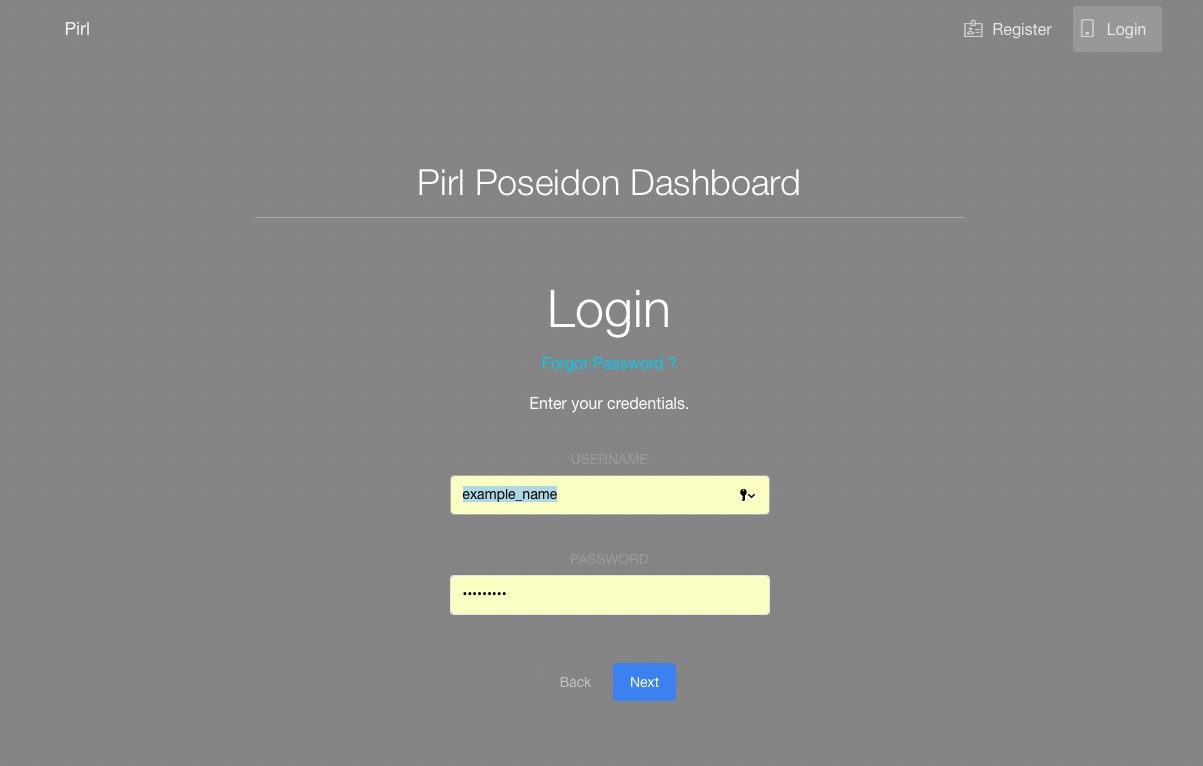 Pirl
Register
Login
Pirl Poseidon Dashboard
Login
Forgot Password ?
Enter your credentials.
USERNAME
example_name
PASSWORD
•••••••••
Back
Next